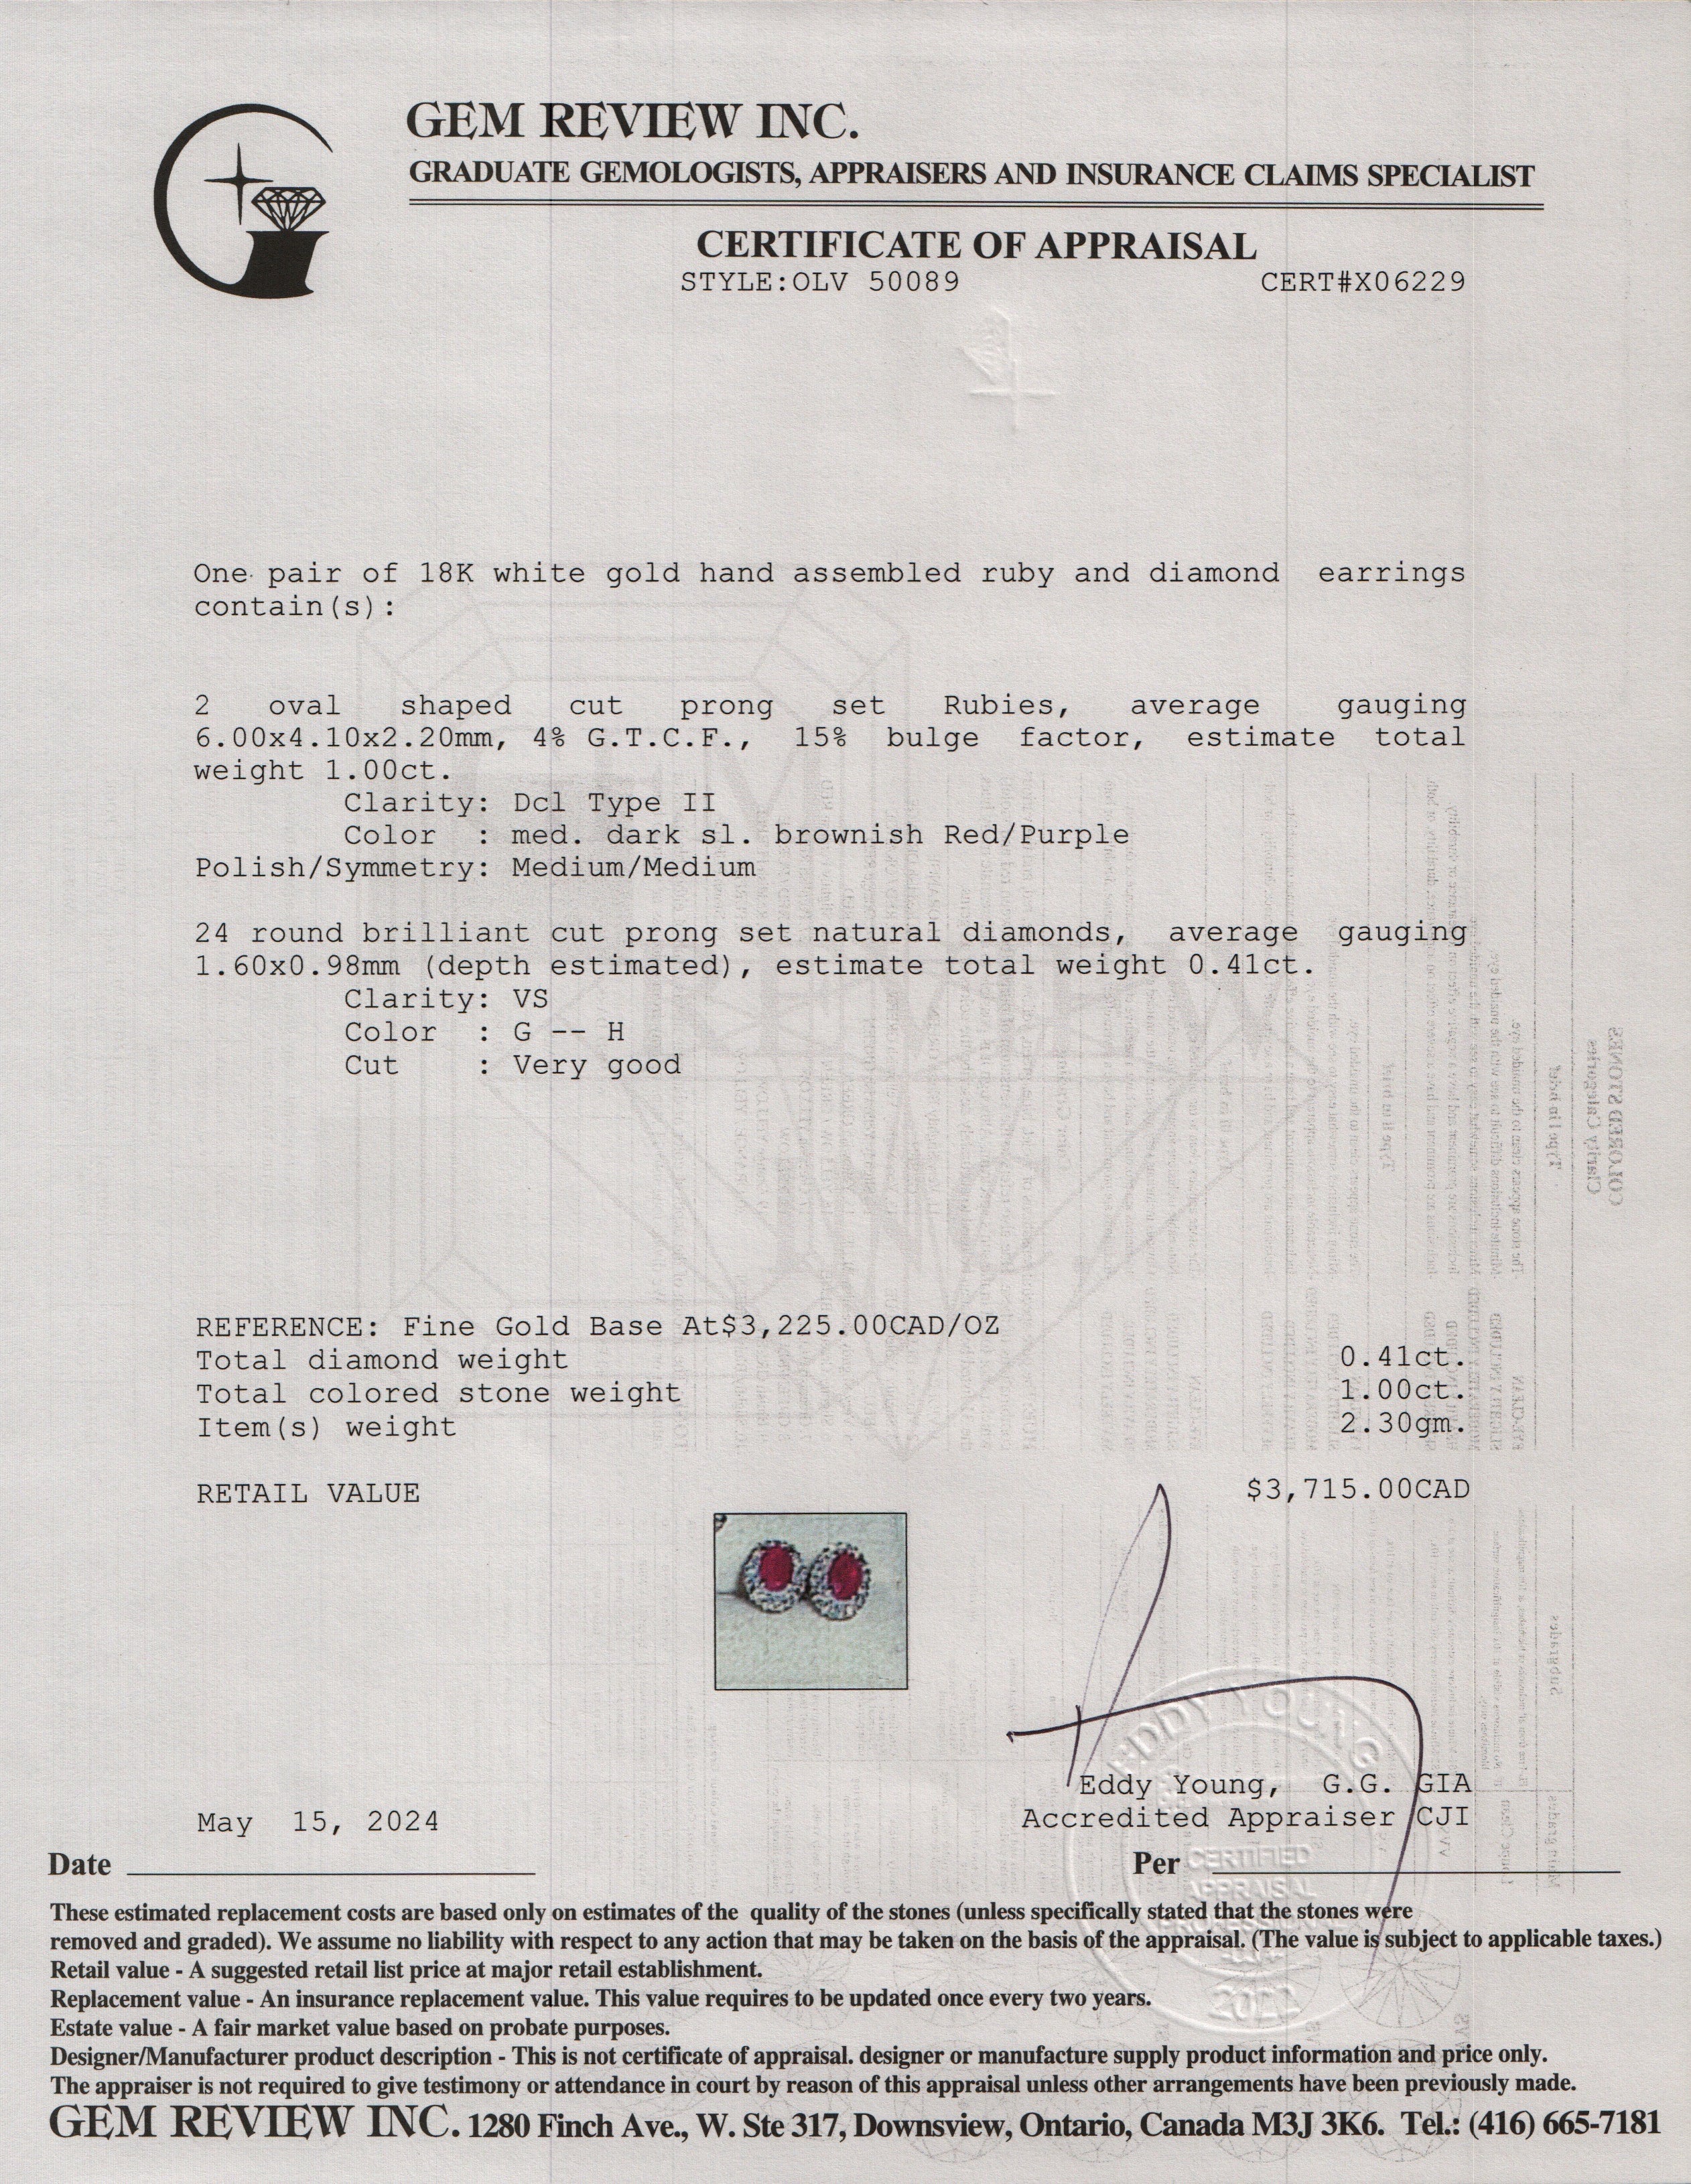 GEM REVIEW INC.
GRADUATE GEMOLOGISTS, APPRAISERS AND INSURANCE CLAIMS SPECIALIST
CERTIFICATE OF APPRAISAL
STYLE:OLV 50089 CERT#X06229
One pair of 18K white gold hand assembled ruby and diamond earrings
contain(s):
2 oval shaped cut prong set Rubies, average gauging
6.00x4.10x2.20mm, 4% G.T.C.F., 15% bulge factor, estimate total
weight 1.00ct.
Clarity: Dcl Type II
Color : med. dark sl. brownish Red/Purple
Polish/Symmetry: Medium/Medium
24 round brilliant cut prong set natural diamonds, average gauging
1.60x0.98mm (depth estimated), estimate total weight 0.41ct.
Clarity: VS
Color : G -- H
Cut : Very good
REFERENCE: Fine Gold Base At$3,225.00CAD/OZ
Total diamond weight 0.41ct.
Total colored stone weight 1.00ct.
Item(s) weight 2.30gm.
RETAIL VALUE $3,715.00CAD
EDDY YOUNG
Eddy Young, G.G. GIA
May 15, 2024 Accredited Appraiser CJI
Date Per
CERTIFIED
APPRAISAL
2022
These estimated replacement costs are based only on estimates of the quality of the stones (unless specifically stated that the stones were
removed and graded). We assume no liability with respect to any action that may be taken on the basis of the appraisal. (The value is subject to applicable taxes.)
Retail value - A suggested retail list price at major retail establishment.
Replacement value - An insurance replacement value. This value requires to be updated once every two years.
Estate value - A fair market value based on probate purposes.
Designer/Manufacturer product description - This is not certificate of appraisal. designer or manufacture supply product information and price only.
The appraiser is not required to give testimony or attendance in court by reason of this appraisal unless other arrangements have been previously made.
GEM REVIEW INC. 1280 Finch Ave., W. Ste 317, Downsview, Ontario, Canada M3J 3K6. Tel.: (416) 665-7181